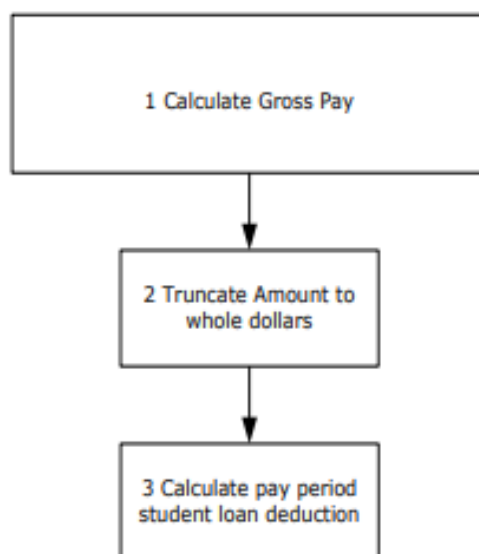 1 Calculate Gross Pay
2 Truncate Amount to
whole dollars
3 Calculate pay period
student loan deduction